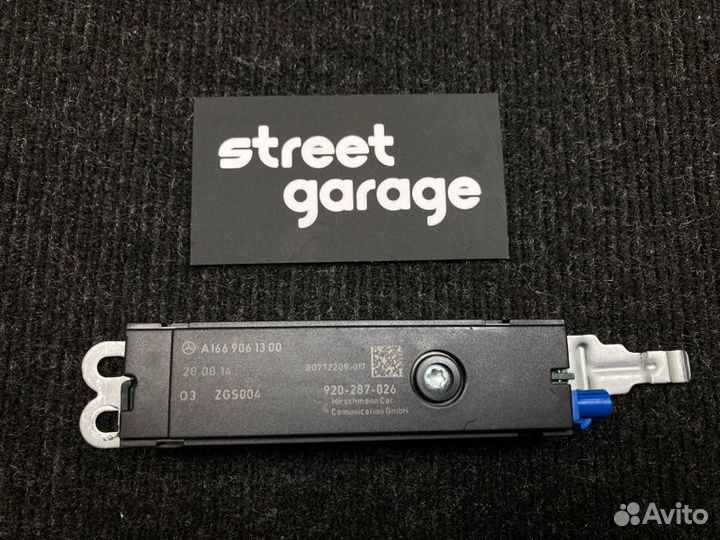 street
garage
A166 906 13 00
28.08.14
00772209-017
Q3 ZGS004
920-287-026
Hirschmann Car
Comunication GmbH
Avito